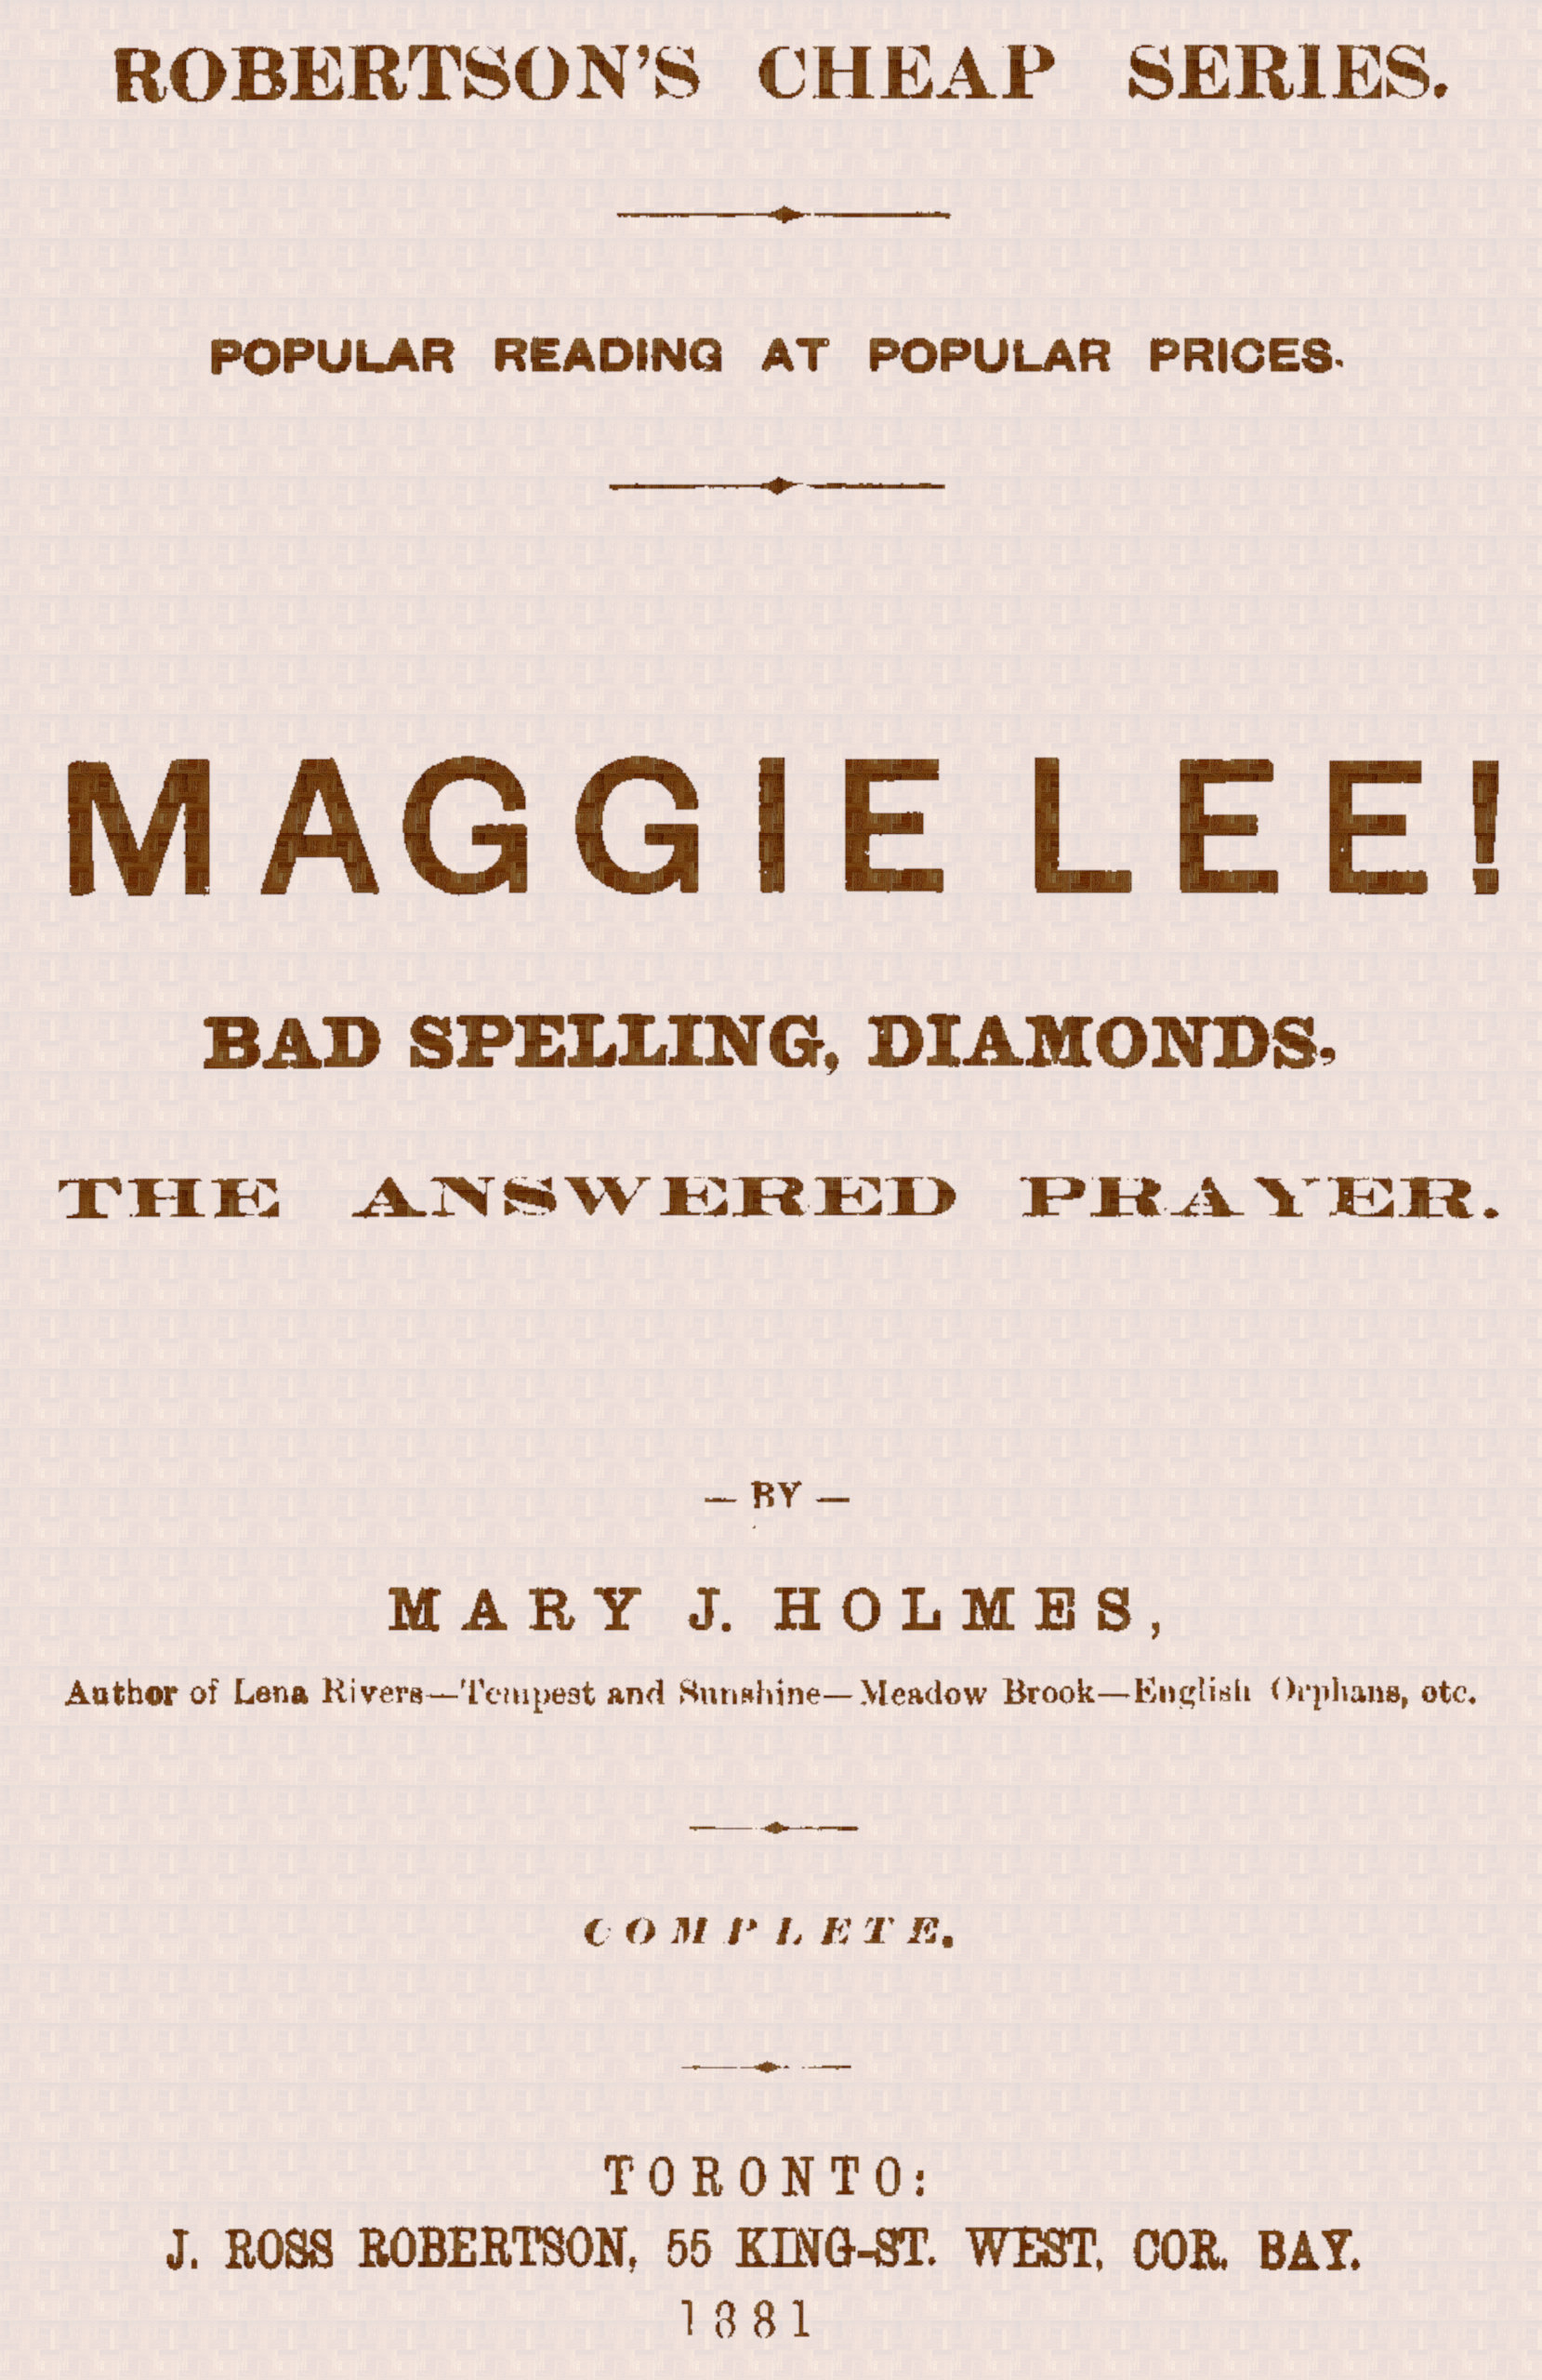 ROBERTSON'S CHEAP SERIES.
POPULAR READING AT POPULAR PRICES.
MAGGIE LEE!
BAD SPELLING, DIAMONDS,
THE ANSWERED PRAYER.
— BY —
MARY J. HOLMES,
Author of Lena Rivers—Tempest and Sunshine—Meadow Brook—English Orphans, etc.
COMPLETE.
TORONTO:
J. ROSS ROBERTSON, 55 KING-ST. WEST, COR. BAY.
1881